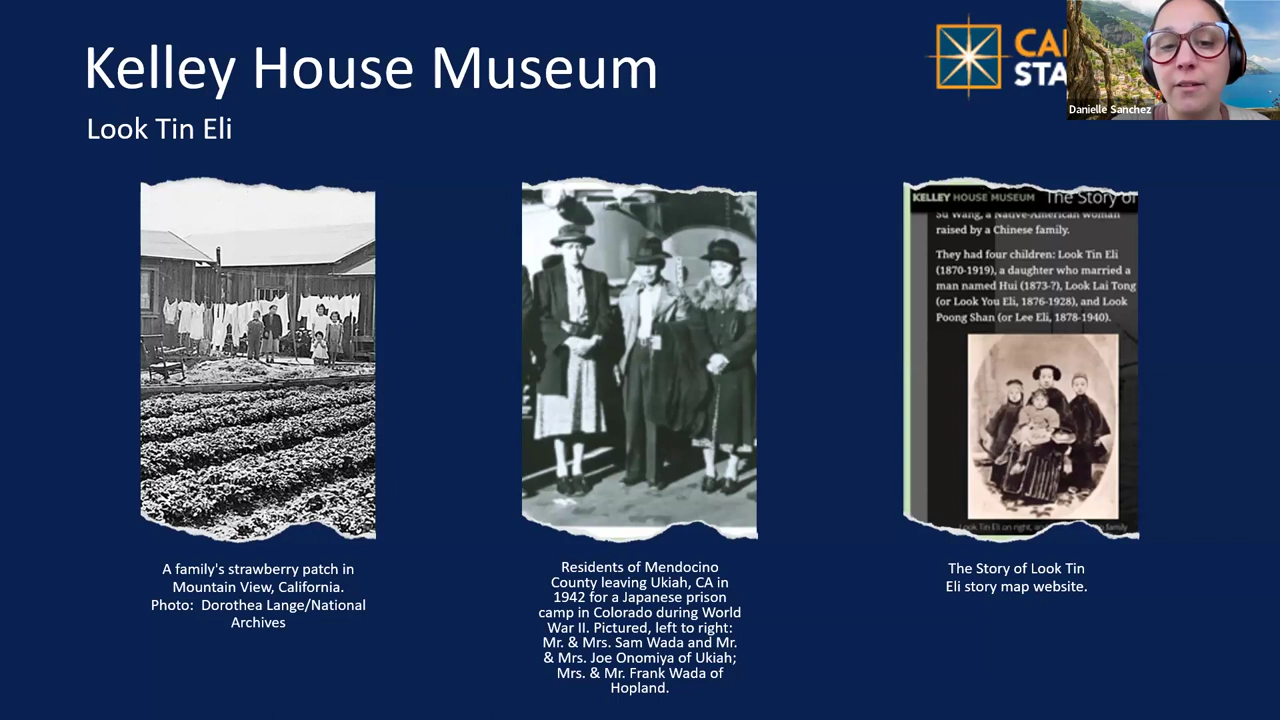 Kelley House Museum
Look Tin Eli
Danielle Sanchez
KELLEY HOUSE MUSEUM The Story of
Su Wang, a Native-American woman
raised by a Chinese family.
They had four children: Look Tin Eli
(1870-1919), a daughter who married a
man named Hui (1873-?), Look Lai Tong
(or Look You Eli, 1876-1928), and Look
Poong Shan (or Lee Eli, 1878-1940).
Look Tin Eli on right, family
A family's strawberry patch in
Mountain View, California.
Photo: Dorothea Lange/National
Archives
Residents of Mendocino
County leaving Ukiah, CA in
1942 for a Japanese prison
camp in Colorado during World
War II. Pictured, left to right:
Mr. & Mrs. Sam Wada and Mr.
& Mrs. Joe Onomiya of Ukiah;
Mrs. & Mr. Frank Wada of
Hopland.
The Story of Look Tin
Eli story map website.